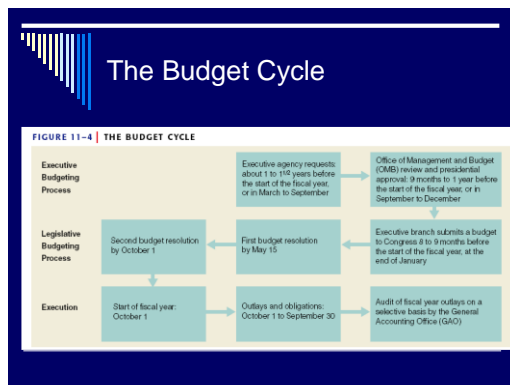 The Budget Cycle
FIGURE 11–4 | THE BUDGET CYCLE
Executive
Budgeting
Process
Executive agency requests:
about 1 to 1 1/2 years before
the start of the fiscal year,
or in March to September
Office of Management and Budget
(OMB) review and presidential
approval: 9 months to 1 year before
the start of the fiscal year, or in
September to December
Legislative
Budgeting
Process
Second budget resolution
by October 1
First budget resolution
by May 15
Executive branch submits a budget
to Congress 8 to 9 months before
the start of the fiscal year, at the
end of January
Execution
Start of fiscal year:
October 1
Outlays and obligations:
October 1 to September 30
Audit of fiscal year outlays on a
selective basis by the General
Accounting Office (GAO)